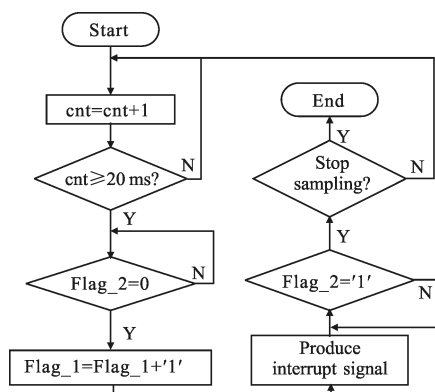 Start
cnt=cnt+1
cnt≥20 ms?
N
Y
Flag_2=0
N
Y
Flag_1=Flag_1+'1'
End
Y
Stop
sampling?
N
Y
Flag_2='1'
N
Produce
interrupt signal